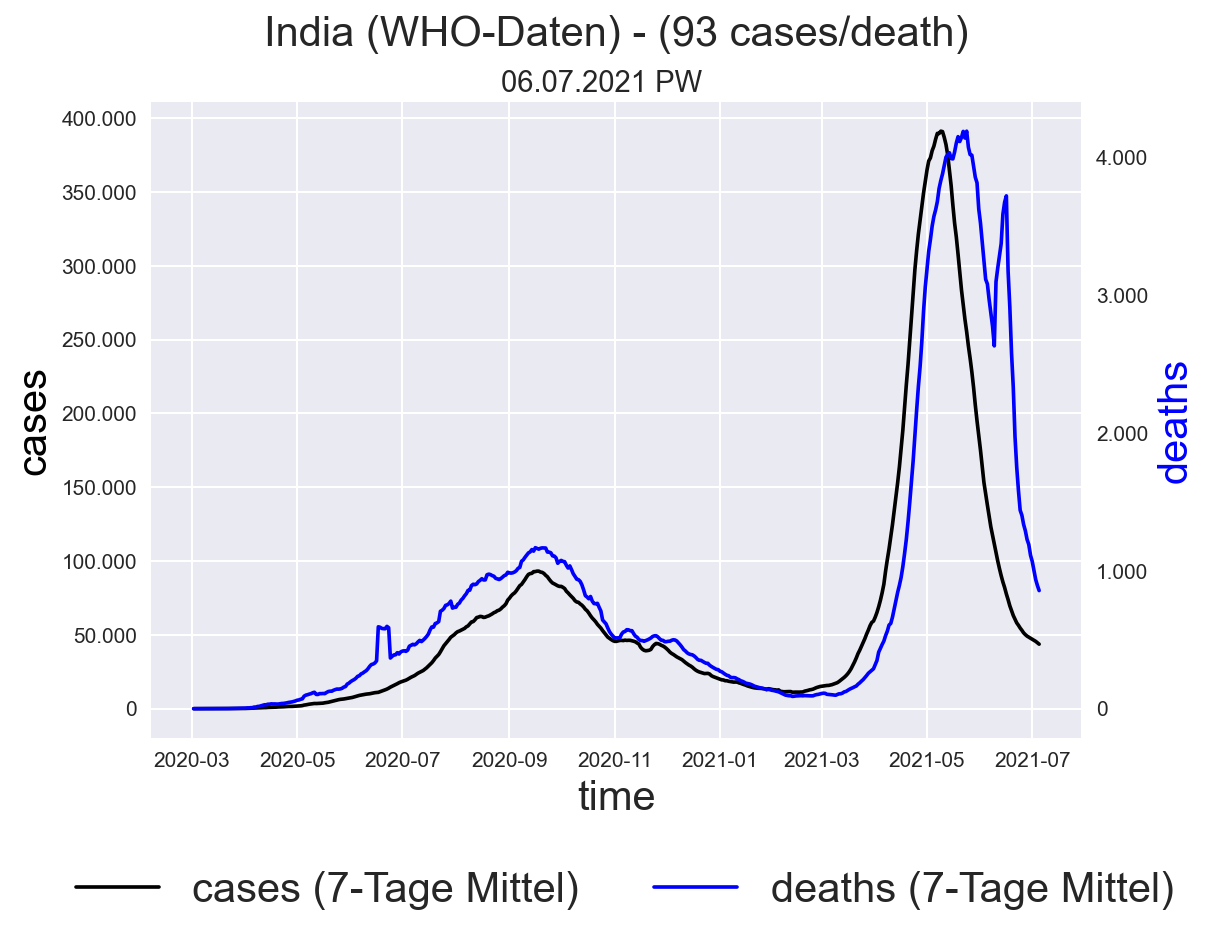 India (WHO-Daten) - (93 cases/death)
06.07.2021 PW
400.000
350.000
300.000
250.000
200.000
150.000
100.000
50.000
0
cases
4.000
3.000
2.000
1.000
0
deaths
2020-03 2020-05 2020-07 2020-09 2020-11 2021-01 2021-03 2021-05 2021-07
time
cases (7-Tage Mittel) deaths (7-Tage Mittel)